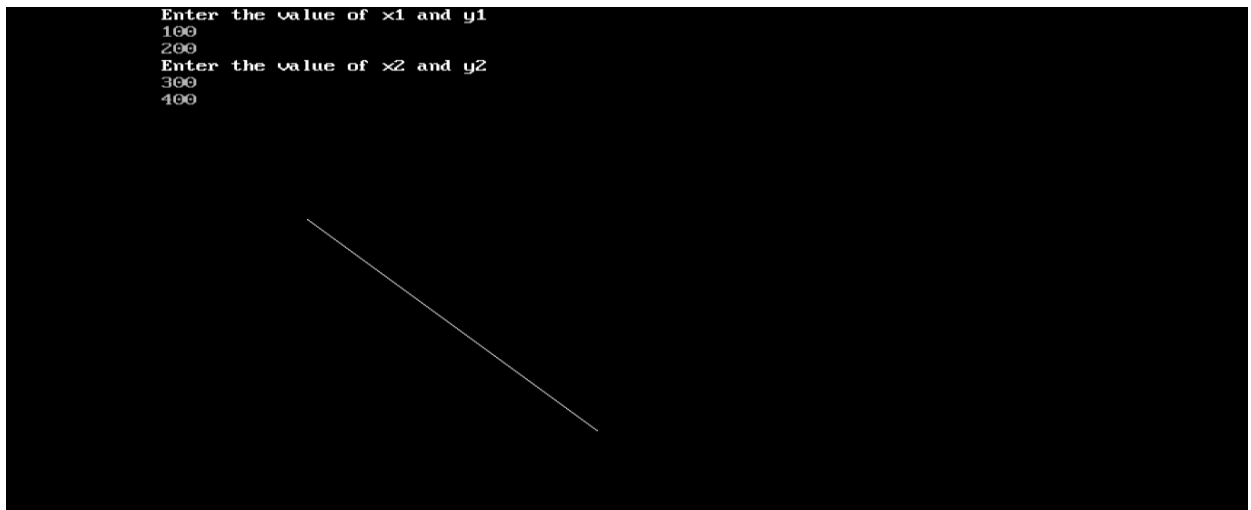 Enter the value of x1 and y1
100
200
Enter the value of x2 and y2
300
400